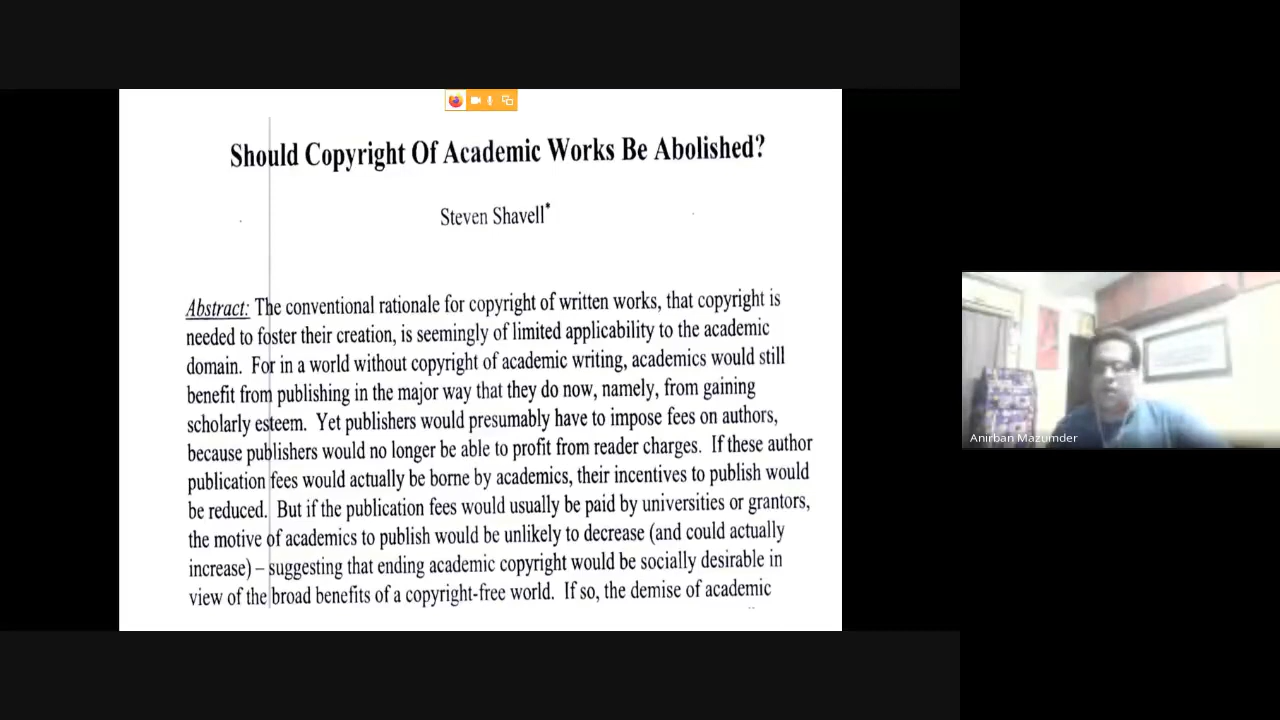 Should Copyright Of Academic Works Be Abolished?
Steven Shavell*
Abstract: The conventional rationale for copyright of written works, that copyright is
needed to foster their creation, is seemingly of limited applicability to the academic
domain. For in a world without copyright of academic writing, academics would still
benefit from publishing in the major way that they do now, namely, from gaining
scholarly esteem. Yet publishers would presumably have to impose fees on authors,
because publishers would no longer be able to profit from reader charges. If these author
publication fees would actually be borne by academics, their incentives to publish would
be reduced. But if the publication fees would usually be paid by universities or grantors,
the motive of academics to publish would be unlikely to decrease (and could actually
increase) – suggesting that ending academic copyright would be socially desirable in
view of the broad benefits of a copyright-free world. If so, the demise of academic
Anirban Mazumder